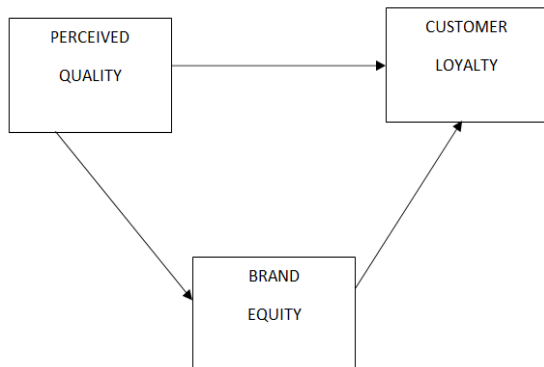 PERCEIVED
QUALITY
CUSTOMER
LOYALTY
BRAND
EQUITY